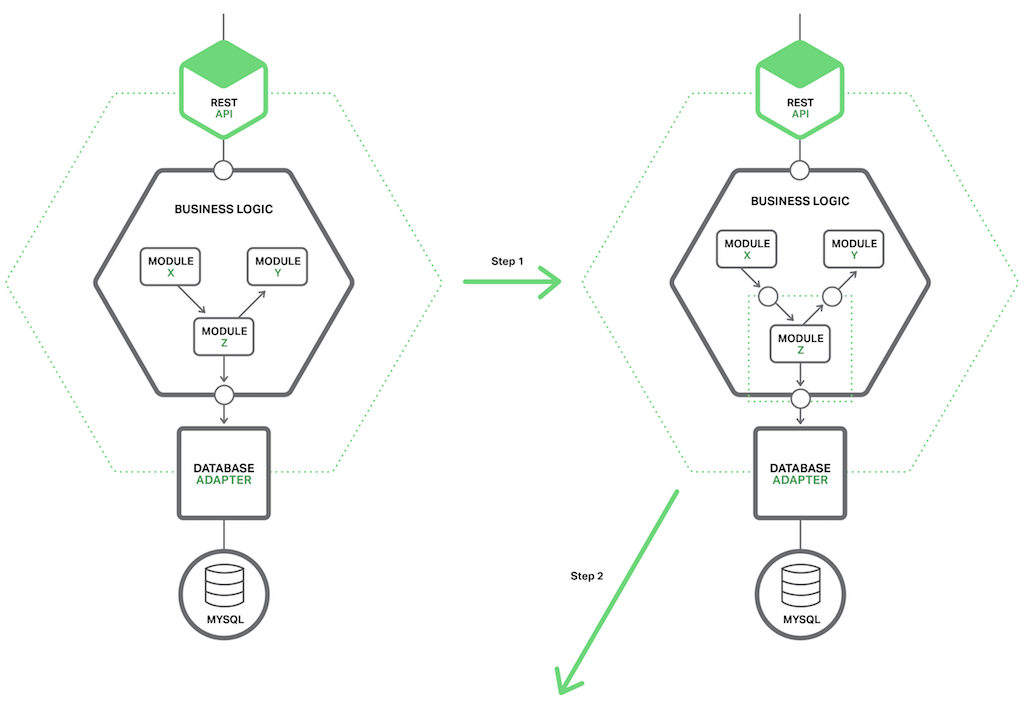 REST
API
BUSINESS LOGIC
MODULE
X
MODULE
Y
MODULE
Z
DATABASE
ADAPTER
MYSQL
Step 1
REST
API
BUSINESS LOGIC
MODULE
X
MODULE
Y
MODULE
Z
DATABASE
ADAPTER
MYSQL
Step 2